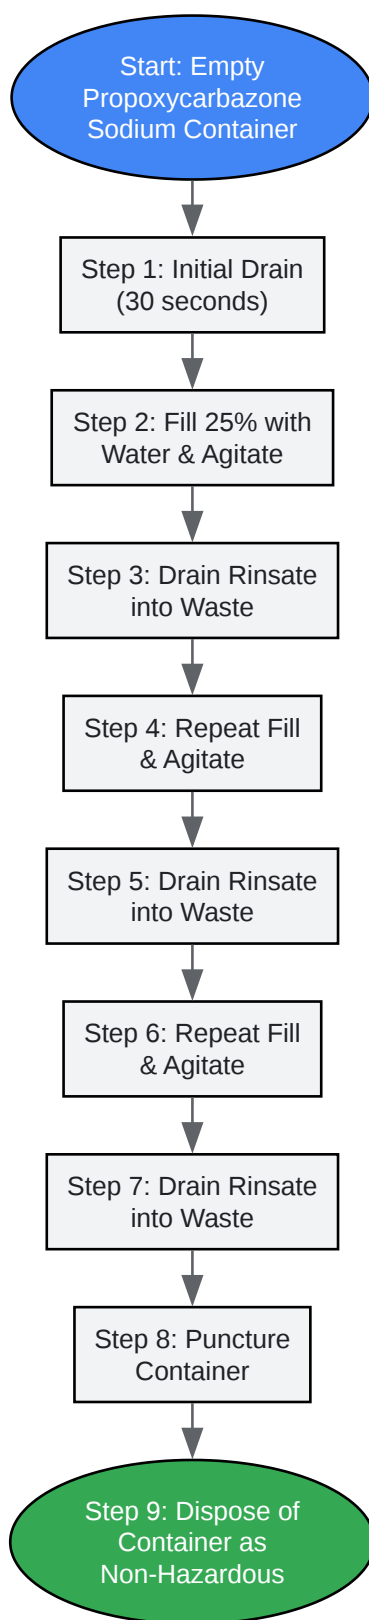 Start: Empty
Propoxycarbazone
Sodium Container
Step 1: Initial Drain
(30 seconds)
Step 2: Fill 25% with
Water & Agitate
Step 3: Drain Rinsate
into Waste
Step 4: Repeat Fill
& Agitate
Step 5: Drain Rinsate
into Waste
Step 6: Repeat Fill
& Agitate
Step 7: Drain Rinsate
into Waste
Step 8: Puncture
Container
Step 9: Dispose of
Container as
Non-Hazardous